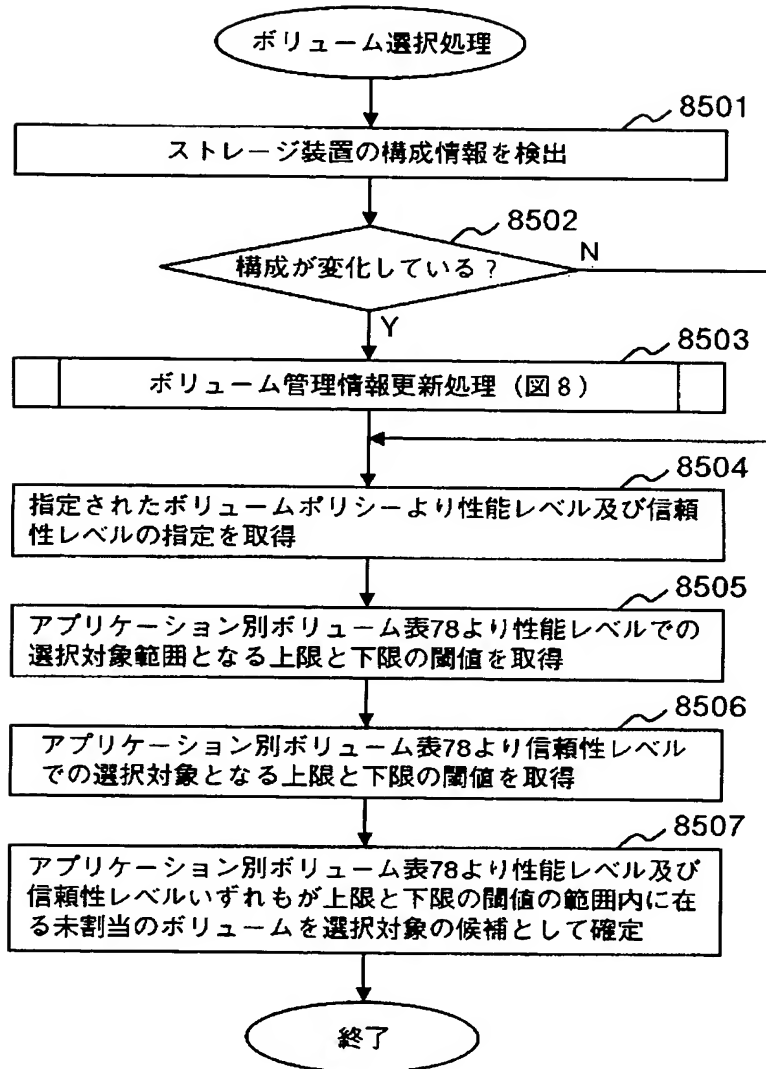 ボリューム選択処理
8501
ストレージ装置の構成情報を検出
8502
構成が変化している？
N
Y
8503
ボリューム管理情報更新処理（図8）
8504
指定されたボリュームポリシーより性能レベル及び信頼
性レベルの指定を取得
8505
アプリケーション別ボリューム表78より性能レベルでの
選択対象範囲となる上限と下限の閾値を取得
8506
アプリケーション別ボリューム表78より信頼性レベル
での選択対象となる上限と下限の閾値を取得
8507
アプリケーション別ボリューム表78より性能レベル及び
信頼性レベルいずれもが上限と下限の閾値の範囲内に在
る未割当のボリュームを選択対象の候補として確定
終了